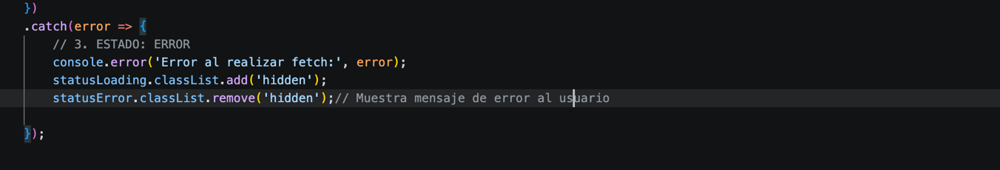 })
.catch(error => {
// 3. ESTADO: ERROR
console.error('Error al realizar fetch:', error);
statusLoading.classList.add('hidden');
statusError.classList.remove('hidden');// Muestra mensaje de error al usuario
});